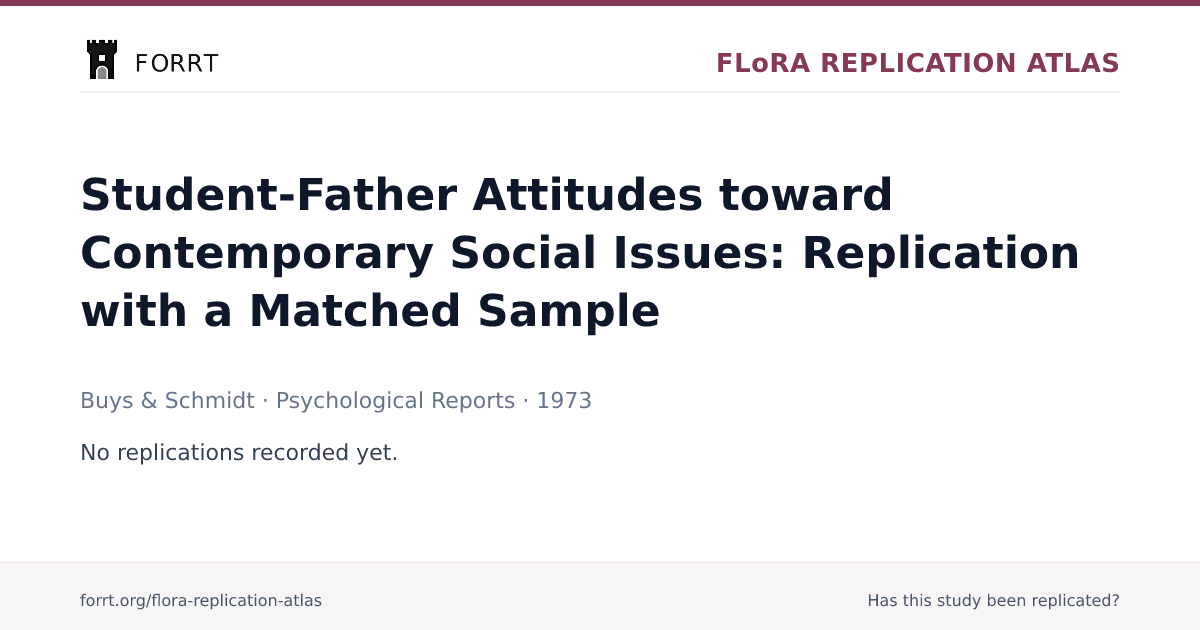 FORRT
FLoRA REPLICATION ATLAS
Student-Father Attitudes toward
Contemporary Social Issues: Replication
with a Matched Sample
Buys & Schmidt · Psychological Reports · 1973
No replications recorded yet.
forrt.org/flora-replication-atlas
Has this study been replicated?